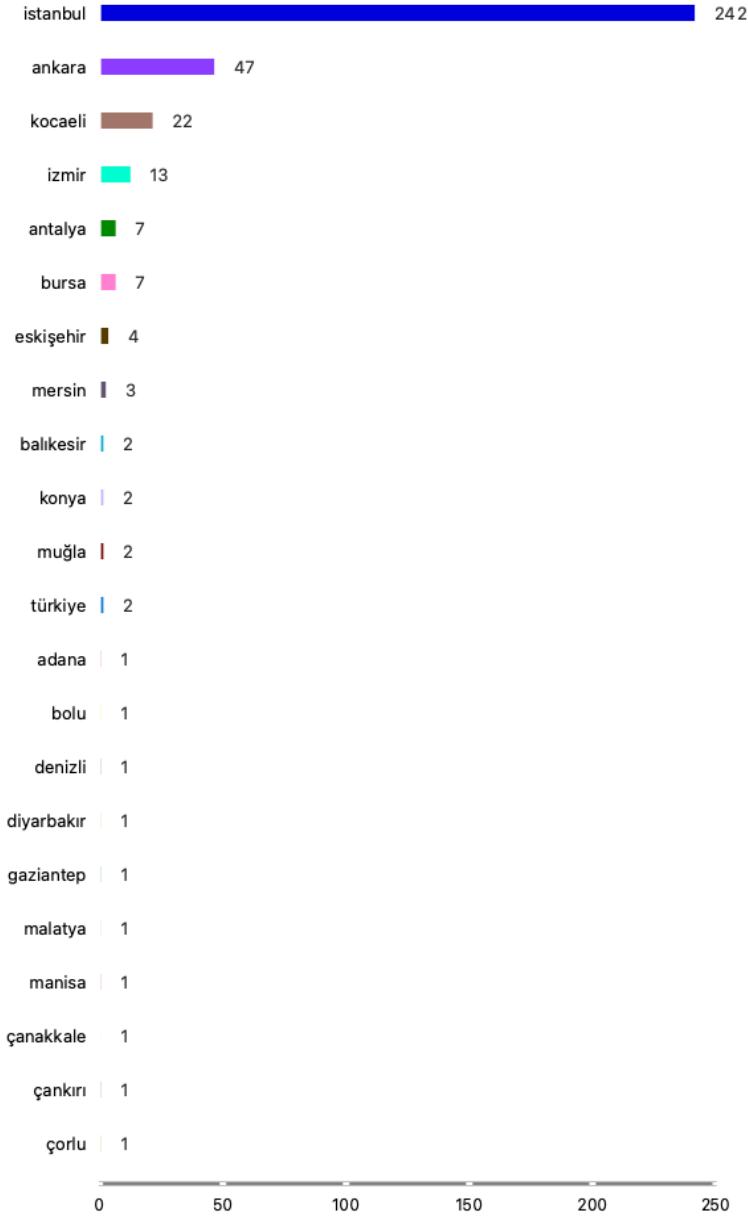 istanbul 242
ankara 47
kocaeli 22
izmir 13
antalya 7
bursa 7
eskişehir 4
mersin 3
balıkesir 2
konya 2
muğla 2
türkiye 2
adana 1
bolu 1
denizli 1
diyarbakır 1
gaziantep 1
malatya 1
manisa 1
çanakkale 1
çankırı 1
çorlu 1
0 50 100 150 200 250